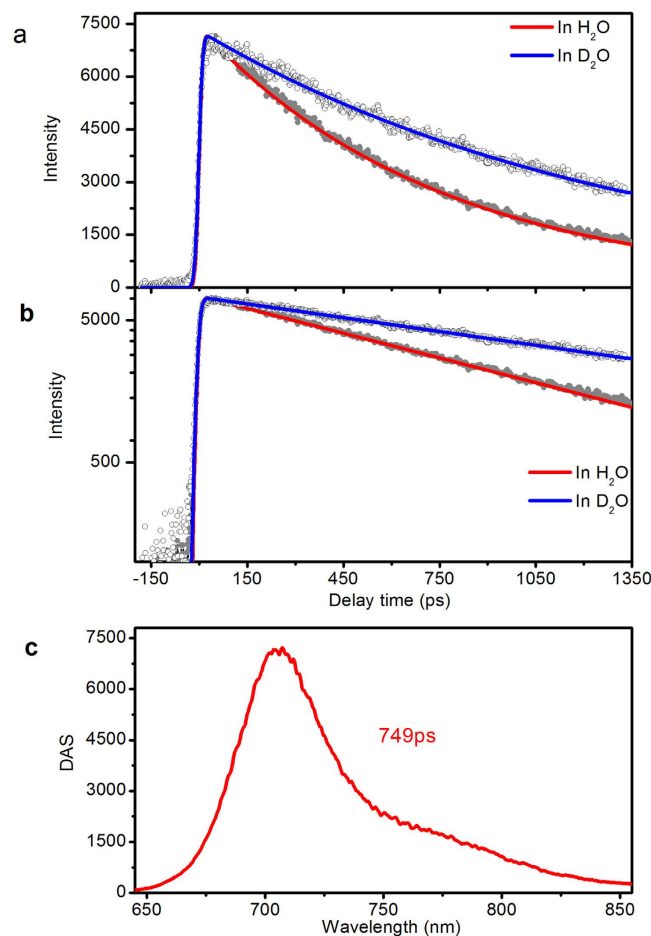 a
7500
6000
4500
3000
1500
0
Intensity
In H2O
In D2O
b
5000
500
Intensity
In H2O
In D2O
-150 150 450 750 1050 1350
Delay time (ps)
c
7500
6000
4500
3000
1500
0
DAS
749ps
650 700 750 800 850
Wavelength (nm)